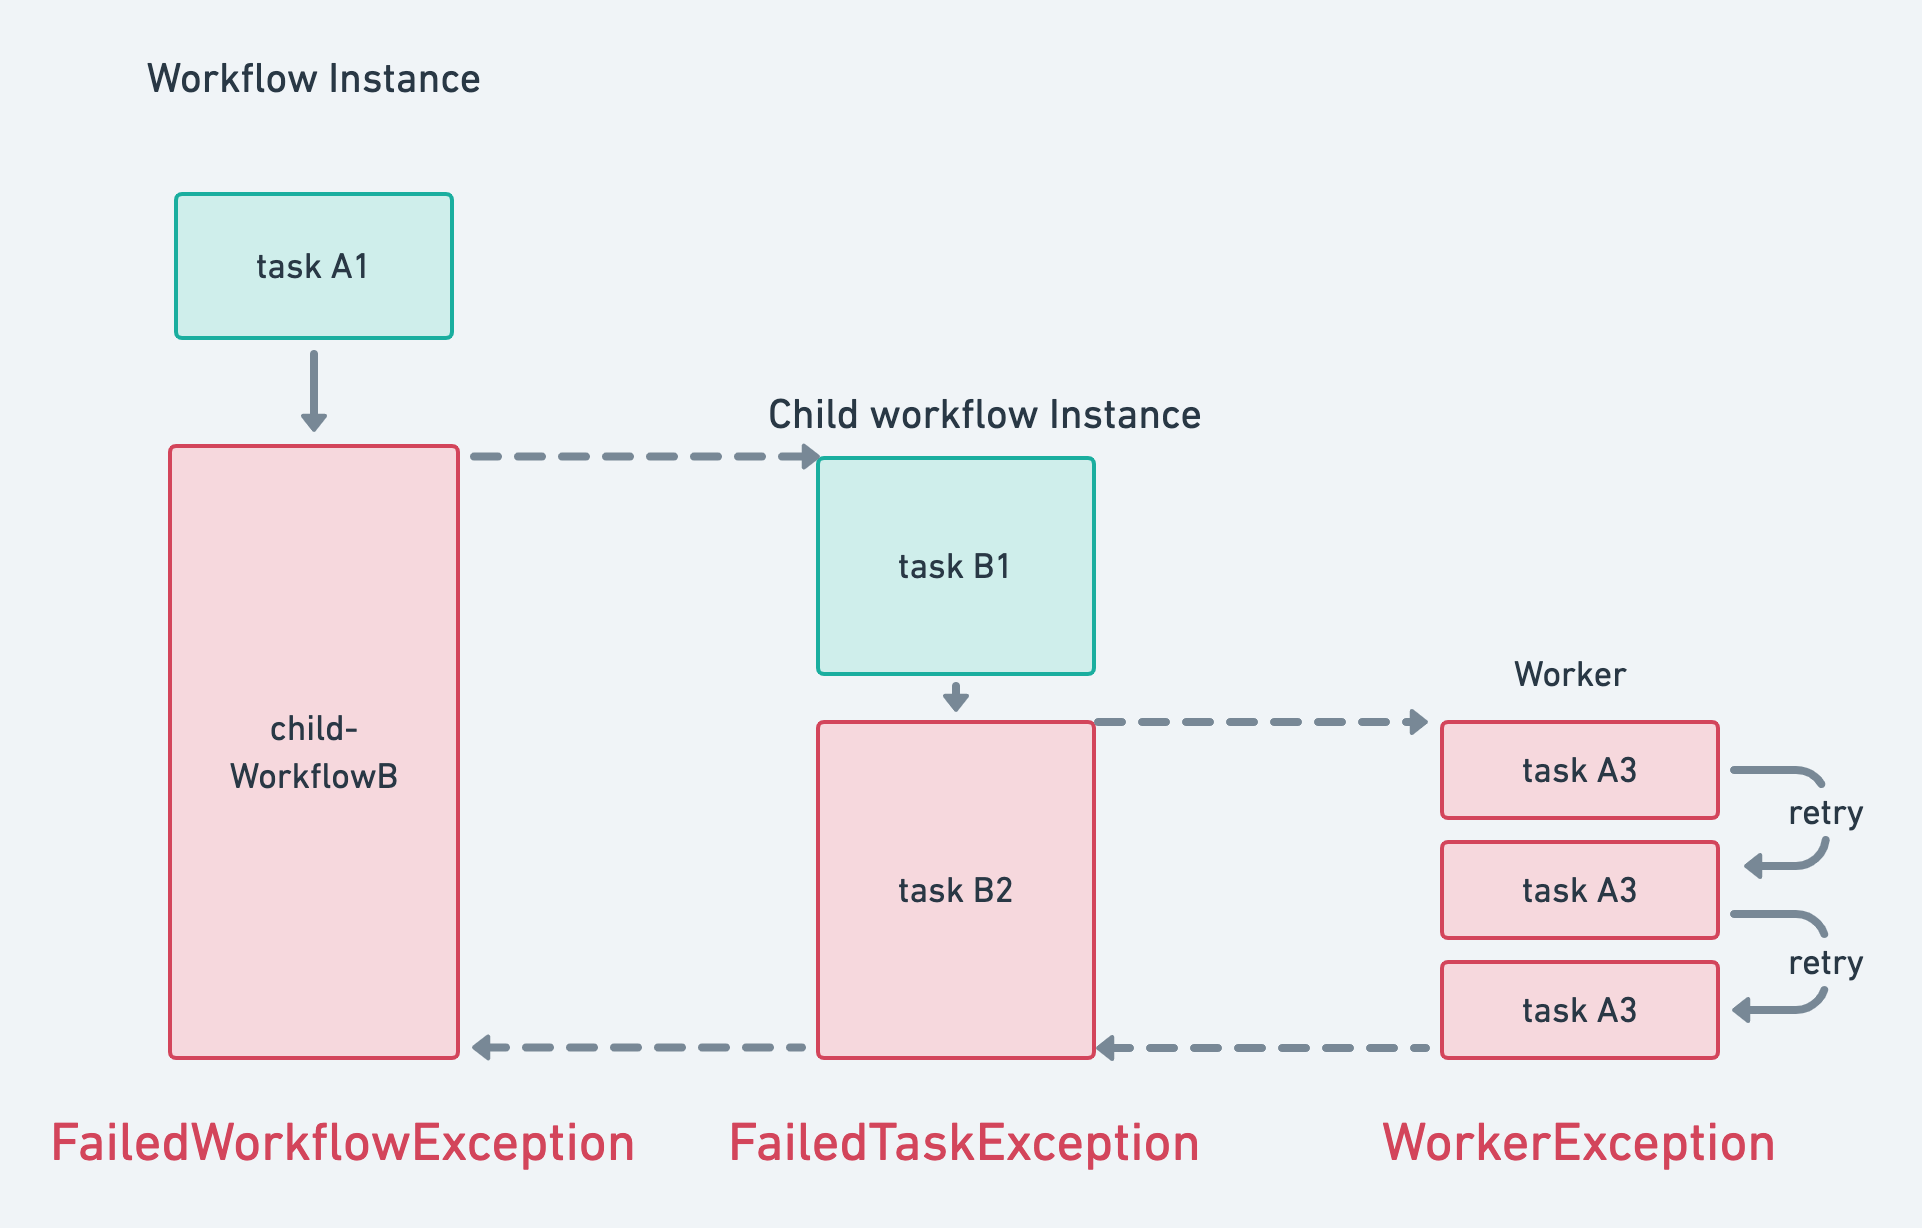 Workflow Instance
task A1
Child workflow Instance
task B1
Worker
child-
WorkflowB
task A3
retry
task B2
task A3
retry
task A3
FailedWorkflowException
FailedTaskException
WorkerException